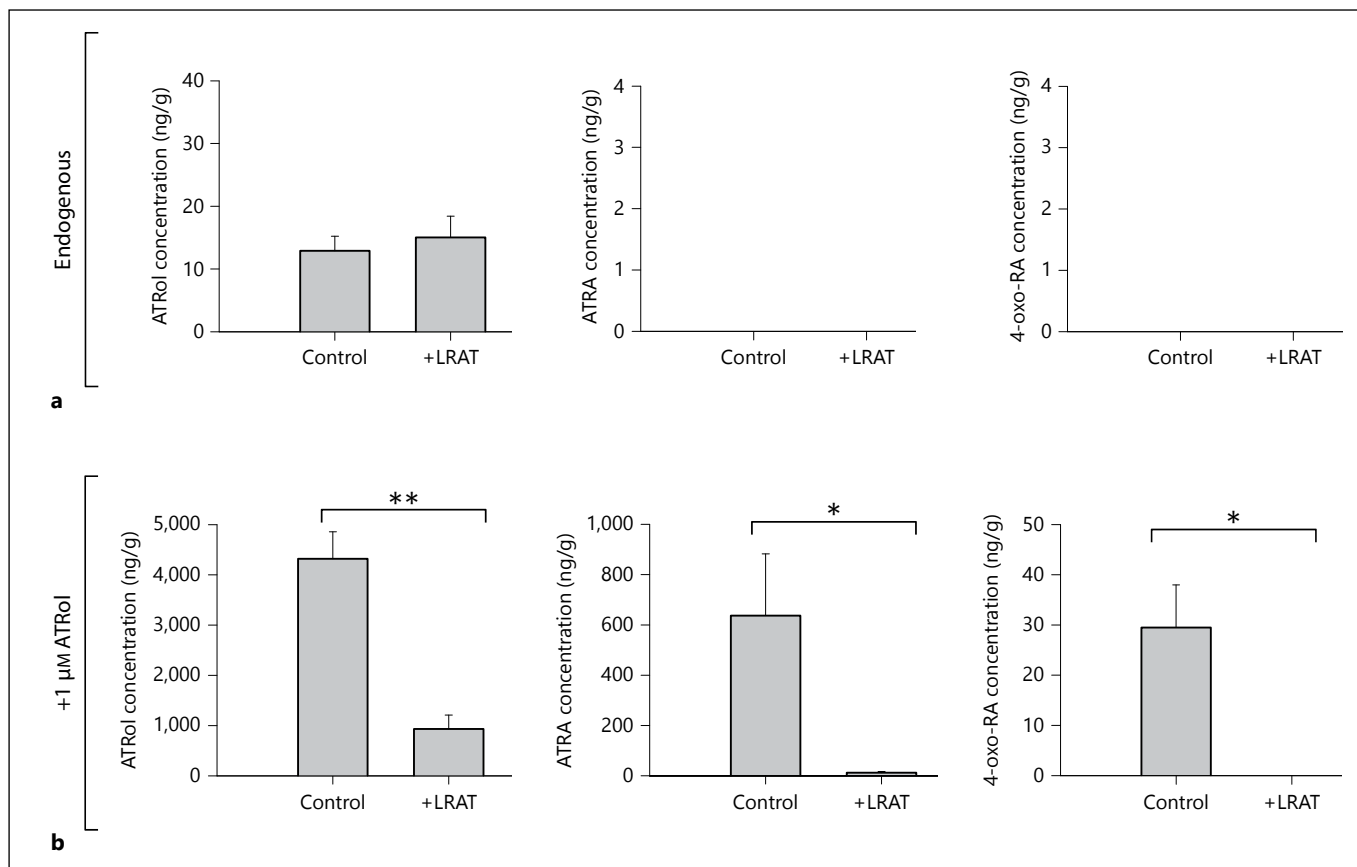 Endogenous
ATRol concentration (ng/g)
40
30
20
10
0
Control +LRAT
ATRA concentration (ng/g)
4
3
2
1
0
Control +LRAT
4-oxo-RA concentration (ng/g)
4
3
2
1
0
Control +LRAT
a
+1 µM ATRol
ATRol concentration (ng/g)
5,000
4,000
3,000
2,000
1,000
0
**
Control +LRAT
ATRA concentration (ng/g)
1,000
800
600
400
200
0
*
Control +LRAT
4-oxo-RA concentration (ng/g)
50
40
30
20
10
0
*
Control +LRAT
b